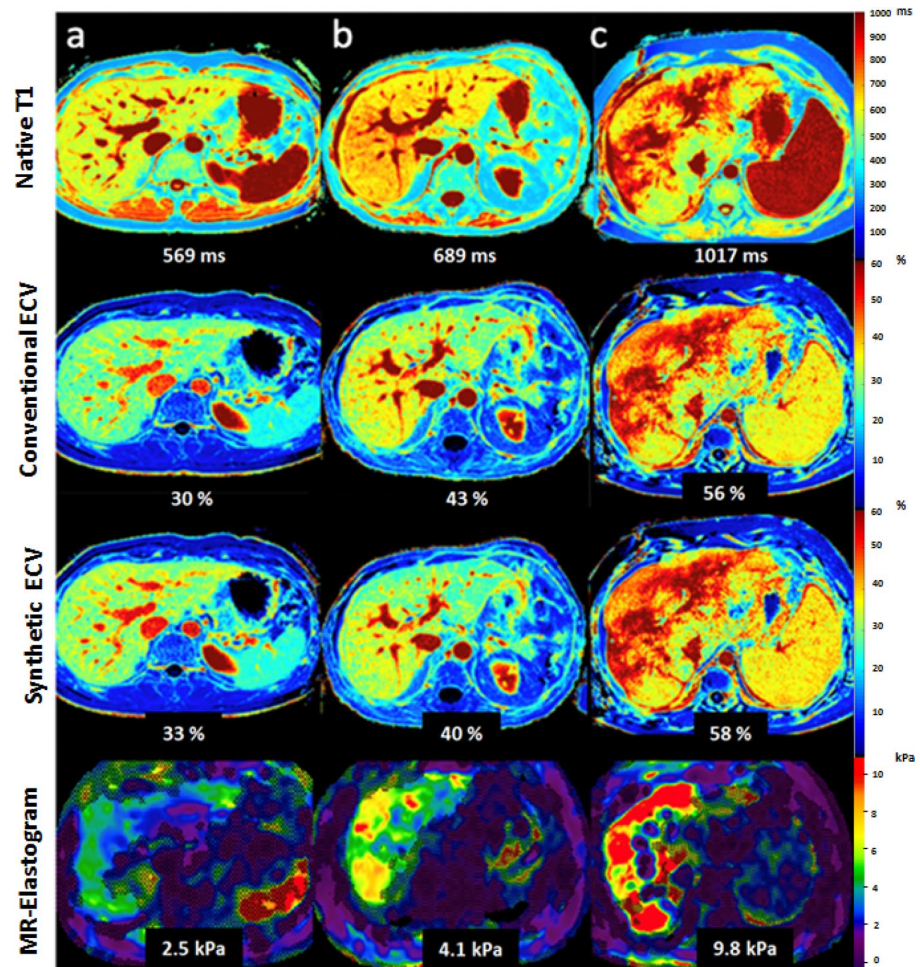 a b c
Native T1
569 ms 689 ms 1017 ms
1000 ms
900
800
700
600
500
400
300
200
100
%
Conventional ECV
30 % 43 % 56 %
60
50
40
30
20
10
%
Synthetic ECV
33 % 40 % 58 %
60
50
40
30
20
10
kPa
MR-Elastogram
2.5 kPa 4.1 kPa 9.8 kPa
10
8
6
4
2
0